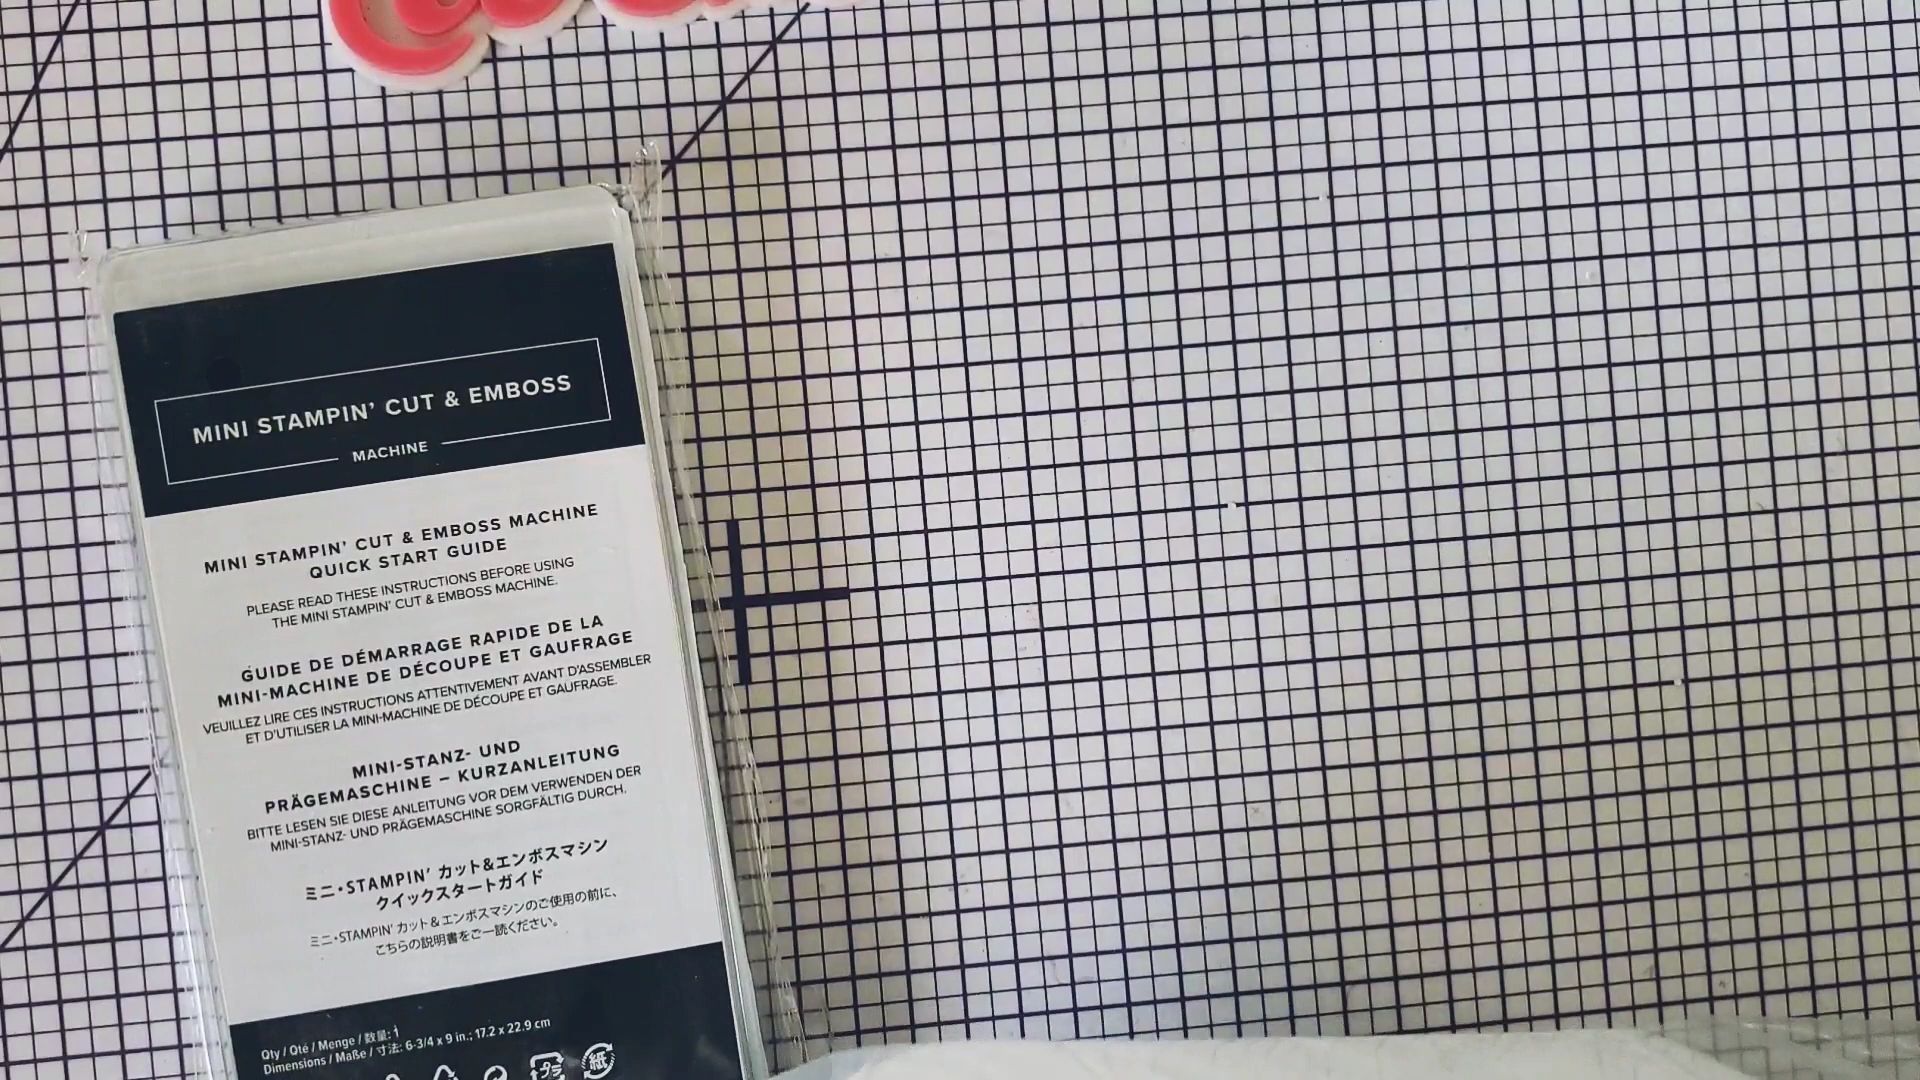 MINI STAMPIN' CUT & EMBOSS
MACHINE
MINI STAMPIN' CUT & EMBOSS MACHINE
QUICK START GUIDE
PLEASE READ THESE INSTRUCTIONS BEFORE USING
THE MINI STAMPIN' CUT & EMBOSS MACHINE.
GUIDE DE DÉMARRAGE RAPIDE DE LA
MINI-MACHINE DE DÉCOUPE ET GAUFRAGE
VEUILLEZ LIRE CES INSTRUCTIONS ATTENTIVEMENT AVANT D'ASSEMBLER
ET D'UTILISER LA MINI-MACHINE DE DÉCOUPE ET GAUFRAGE.
MINI-STANZ- UND
PRÄGEMASCHINE – KURZANLEITUNG
BITTE LESEN SIE DIESE ANLEITUNG VOR DEM VERWENDEN DER
MINI-STANZ- UND PRÄGEMASCHINE SORGFÄLTIG DURCH.
ミニ・STAMPIN' カット&エンボスマシン
クイックスタートガイド
ミニ・STAMPIN' カット&エンボスマシンのご使用の前に、
こちらの説明書をご一読ください。
Qty / Qté / Menge / 数量: 1
Dimensions / Maße / 寸法: 6-3/4 x 9 in.; 17.2 x 22.9 cm
プラ 紙